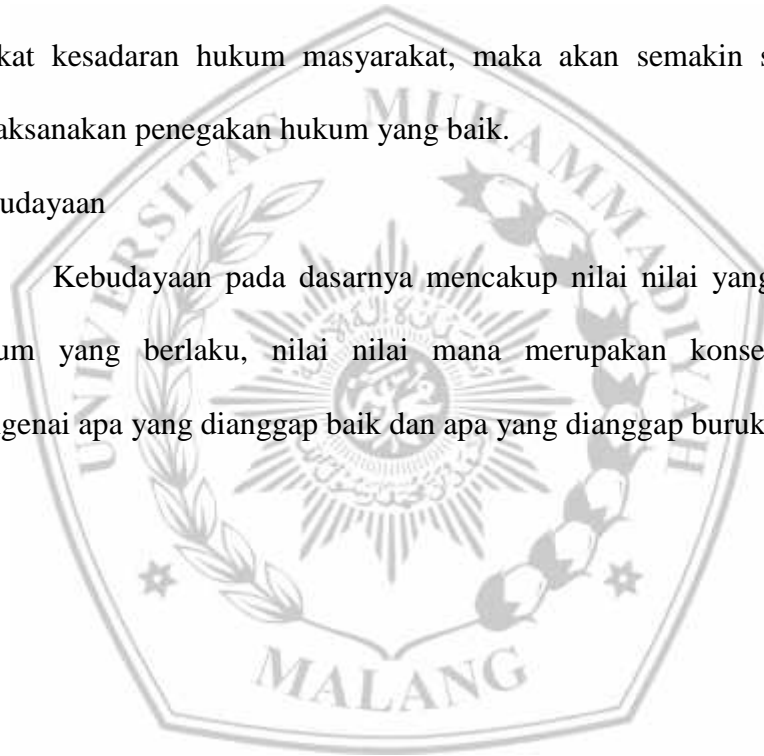 kat kesadaran hukum masyarakat, maka akan semakin s
aksanakan penegakan hukum yang baik.
udayaan
Kebudayaan pada dasarnya mencakup nilai nilai yang
um yang berlaku, nilai nilai mana merupakan konse
genai apa yang dianggap baik dan apa yang dianggap buruk
UNIVERSITAS MUHAMMADIYAH
MALANG